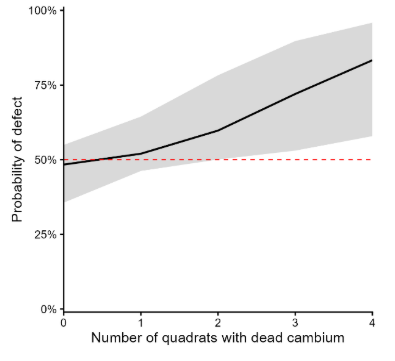 100%
75%
50%
25%
0%
Probability of defect
0 1 2 3 4
Number of quadrats with dead cambium